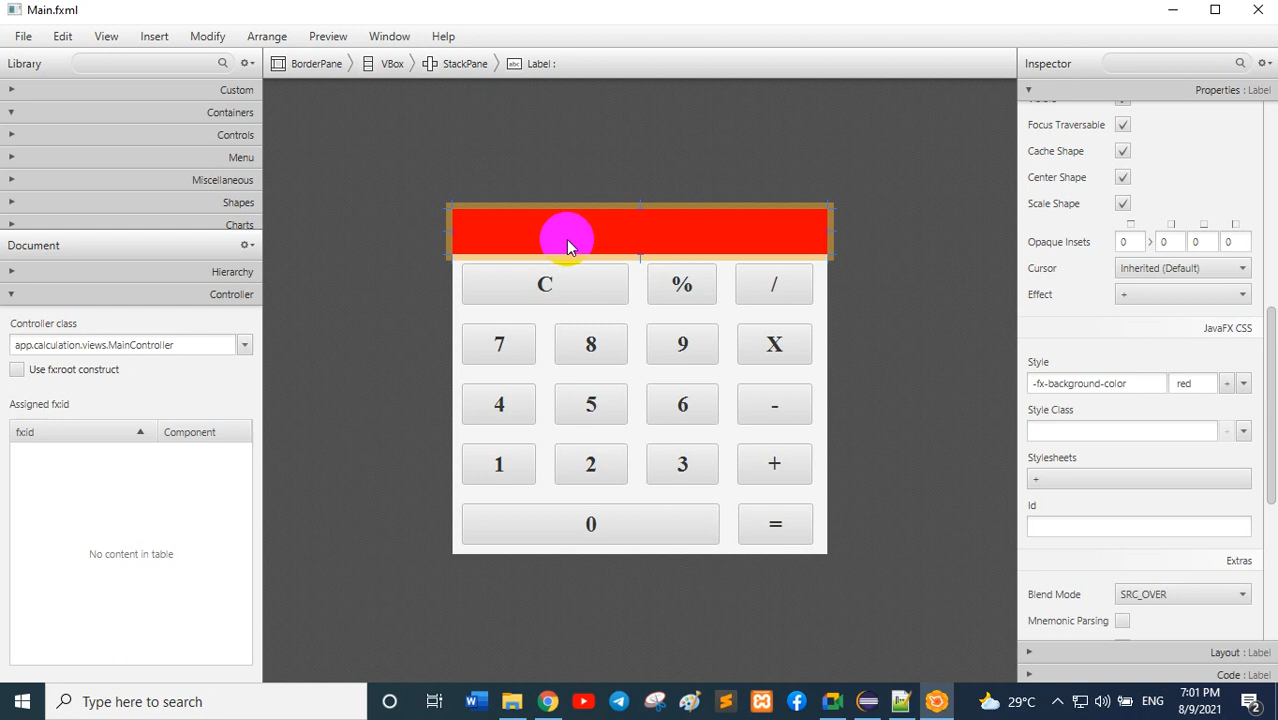 Main.fxml
File Edit View Insert Modify Arrange Preview Window Help
Library
BorderPane VBox StackPane abc Label :
Inspector
Custom
Containers
Controls
Menu
Miscellaneous
Shapes
Charts
Document
Hierarchy
Controller
Controller class
app.calculation.views.MainController
Use fx:root construct
Assigned fx:id
fx:id Component
No content in table
C % /
7 8 9 X
4 5 6 -
1 2 3 +
0 =
Properties : Label
Focus Traversable
Cache Shape
Center Shape
Scale Shape
Opaque Insets 0 0 0 0
Cursor Inherited (Default)
Effect +
JavaFX CSS
Style
-fx-background-color red +
Style Class
+
Stylesheets
+
Id
Extras
Blend Mode SRC_OVER
Mnemonic Parsing
Layout : Label
Code : Label
Type here to search
29°C ENG 7:01 PM
8/9/2021 2